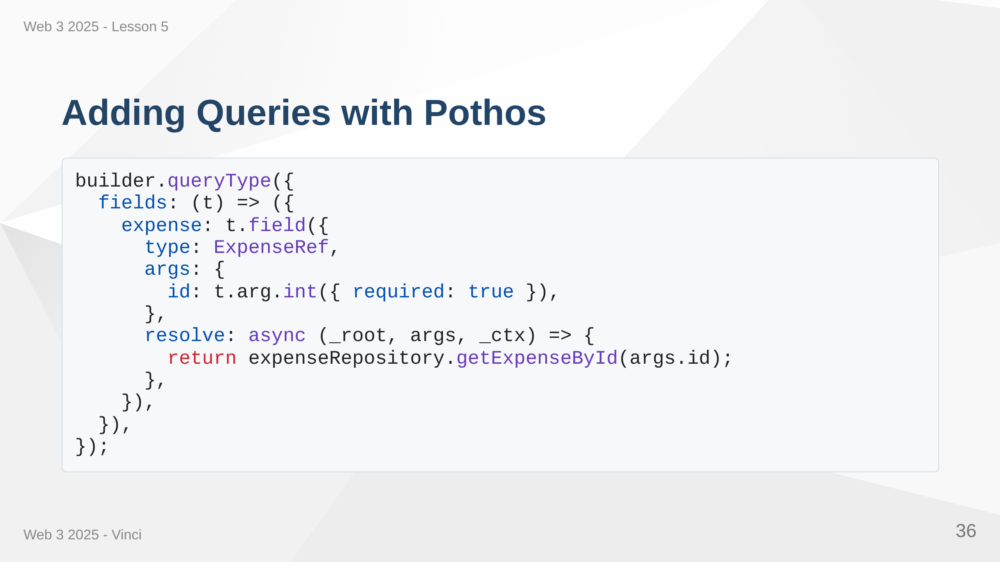 Web 3 2025 - Lesson 5
Adding Queries with Pothos
builder.queryType({
  fields: (t) => ({
    expense: t.field({
      type: ExpenseRef,
      args: {
        id: t.arg.int({ required: true }),
      },
      resolve: async (_root, args, _ctx) => {
        return expenseRepository.getExpenseById(args.id);
      },
    }),
  }),
});
Web 3 2025 - Vinci
36